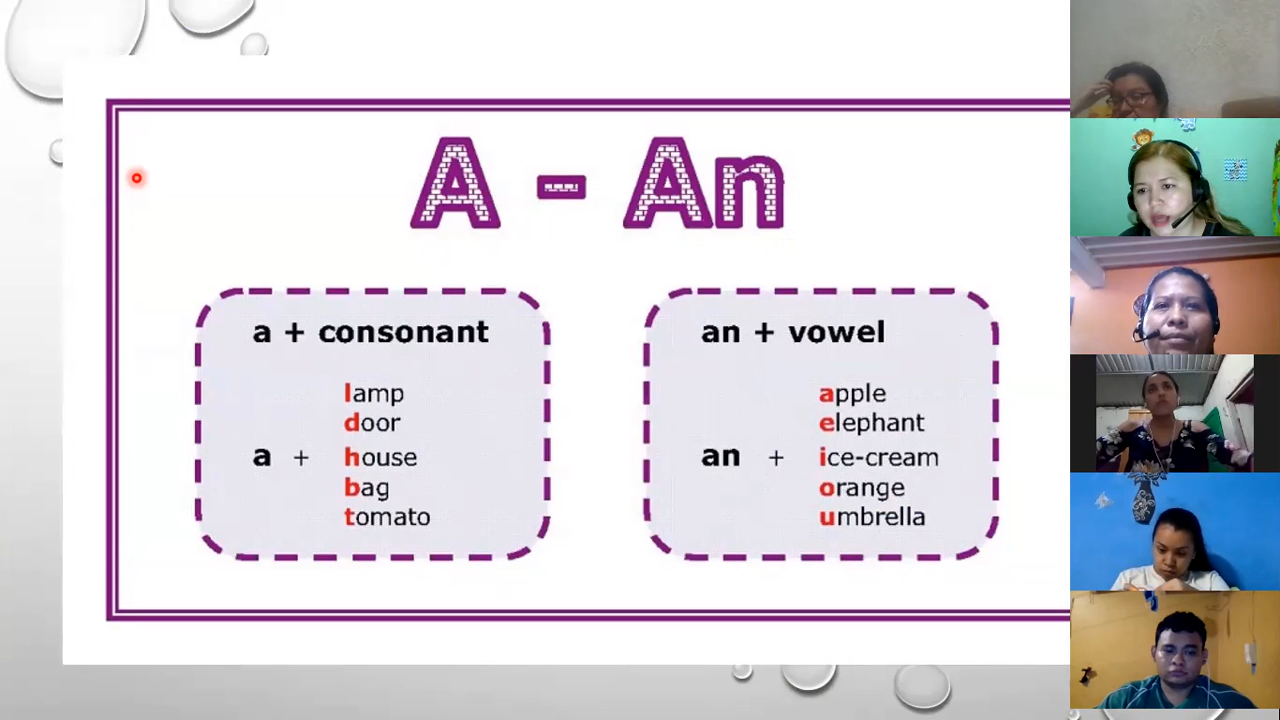 A - An
a + consonant
lamp
door
a + house
bag
tomato
an + vowel
apple
elephant
an + ice-cream
orange
umbrella